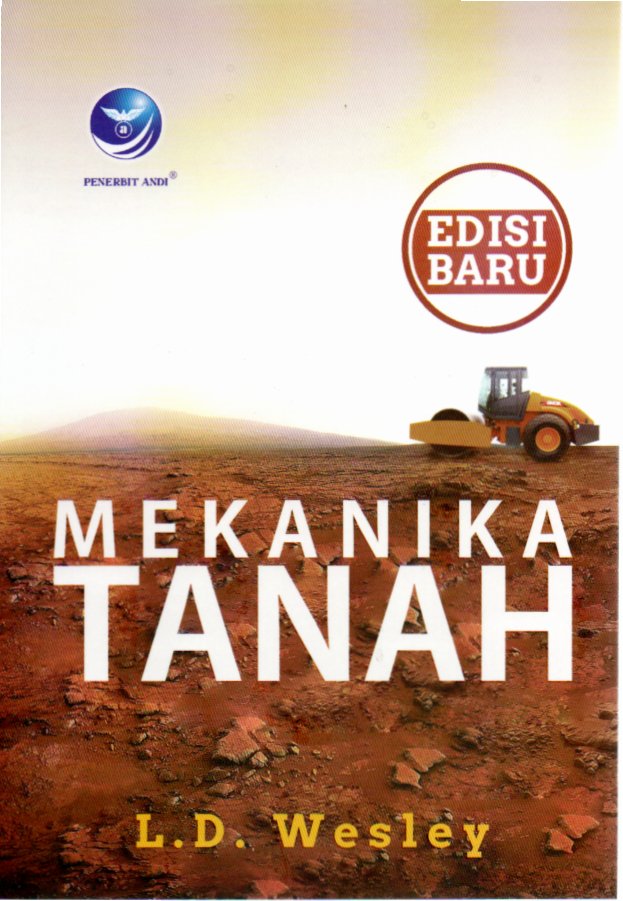 PENERBIT ANDI®
EDISI
BARU
MEKANIKA
TANAH
L.D. Wesley